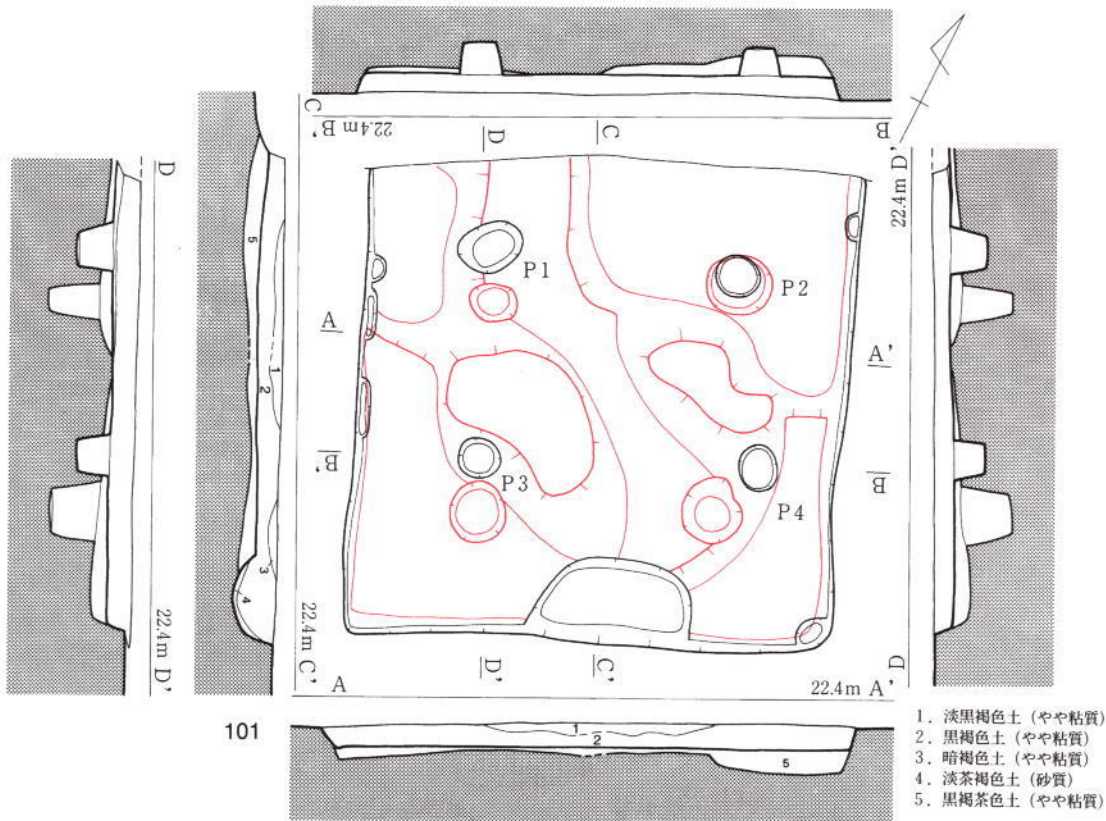 C
B' 22.4m
D
C
B
D
5
1
2
3
4
22.4m D'
22.4m C'
22.4m D'
P1
P2
A
A'
B'
B
P3
P4
D'
C'
D
A
22.4m A'
101
1
2
5
1. 淡黒褐色土 (やや粘質)
2. 黒褐色土 (やや粘質)
3. 暗褐色土 (やや粘質)
4. 淡茶褐色土 (砂質)
5. 黒褐茶色土 (やや粘質)